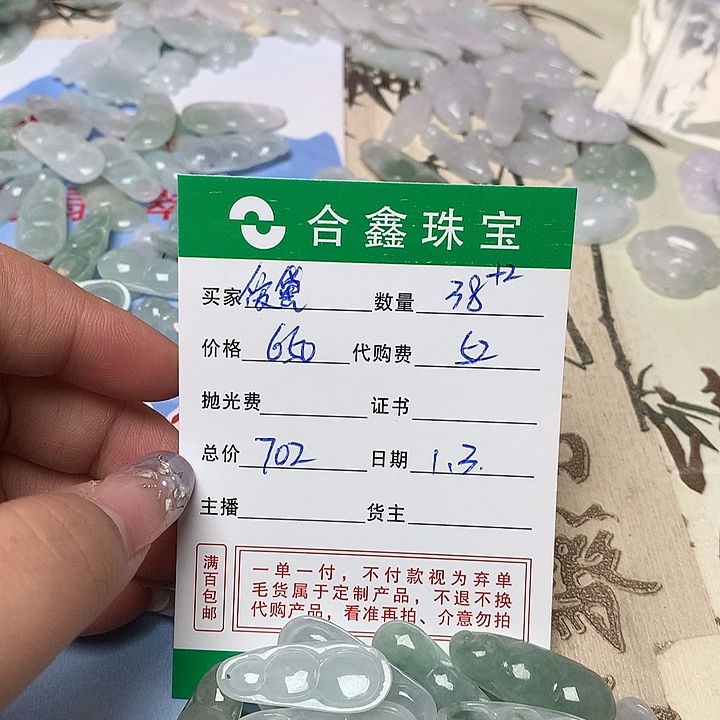 合鑫珠宝
买家 俊黛 数量 38+2
价格 650 代购费 52
抛光费 证书
总价 702 日期 1.3.
主播 货主
满百包邮
一单一付，不付款视为弃单
毛货属于定制产品，不退不换
代购产品，看准再拍、介意勿拍